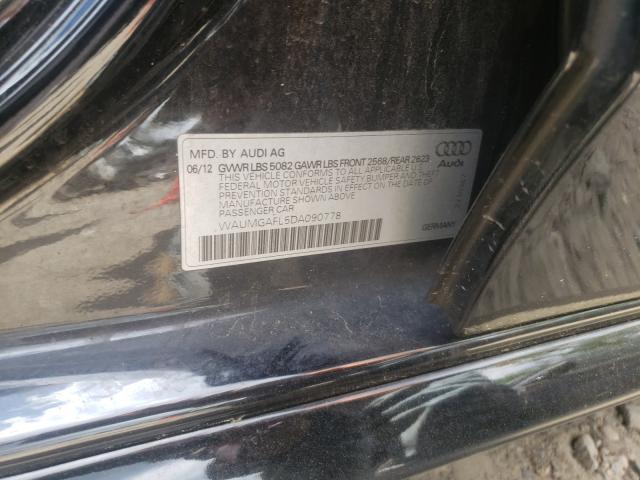 MFD. BY AUDI AG
06/12 GVWR LBS 5082 GAWR LBS FRONT 2568/REAR 2623
THIS VEHICLE CONFORMS TO ALL APPLICABLE
FEDERAL MOTOR VEHICLE SAFETY BUMPER AND THEFT
PREVENTION STANDARDS IN EFFECT ON THE DATE OF
MANUFACTURE SHOWN ABOVE
PASSENGER CAR
WAUMGAFL5DA090778
Audi
GERMANY